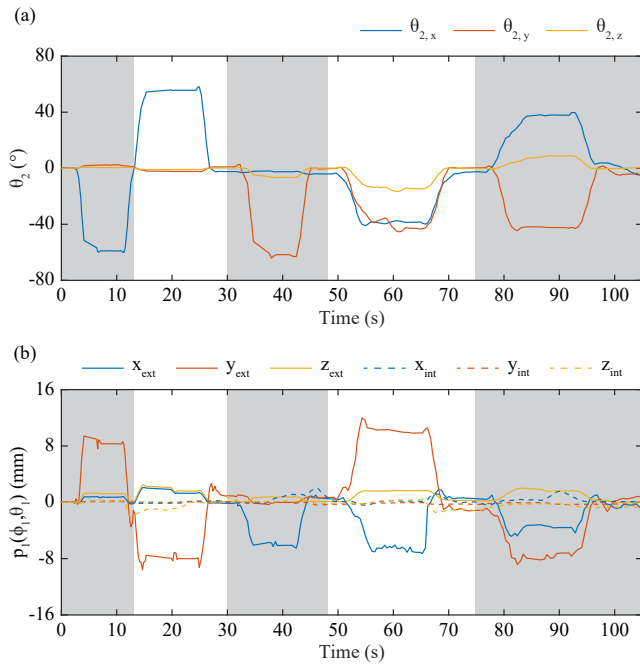 (a)
θ2, x θ2, y θ2, z
80
40
0
-40
-80
θ2 (°)
0 10 20 30 40 50 60 70 80 90 100
Time (s)
(b)
xext yext zext xint yint zint
16
8
0
-8
-16
p1(ϕ1,θ1) (mm)
0 10 20 30 40 50 60 70 80 90 100
Time (s)